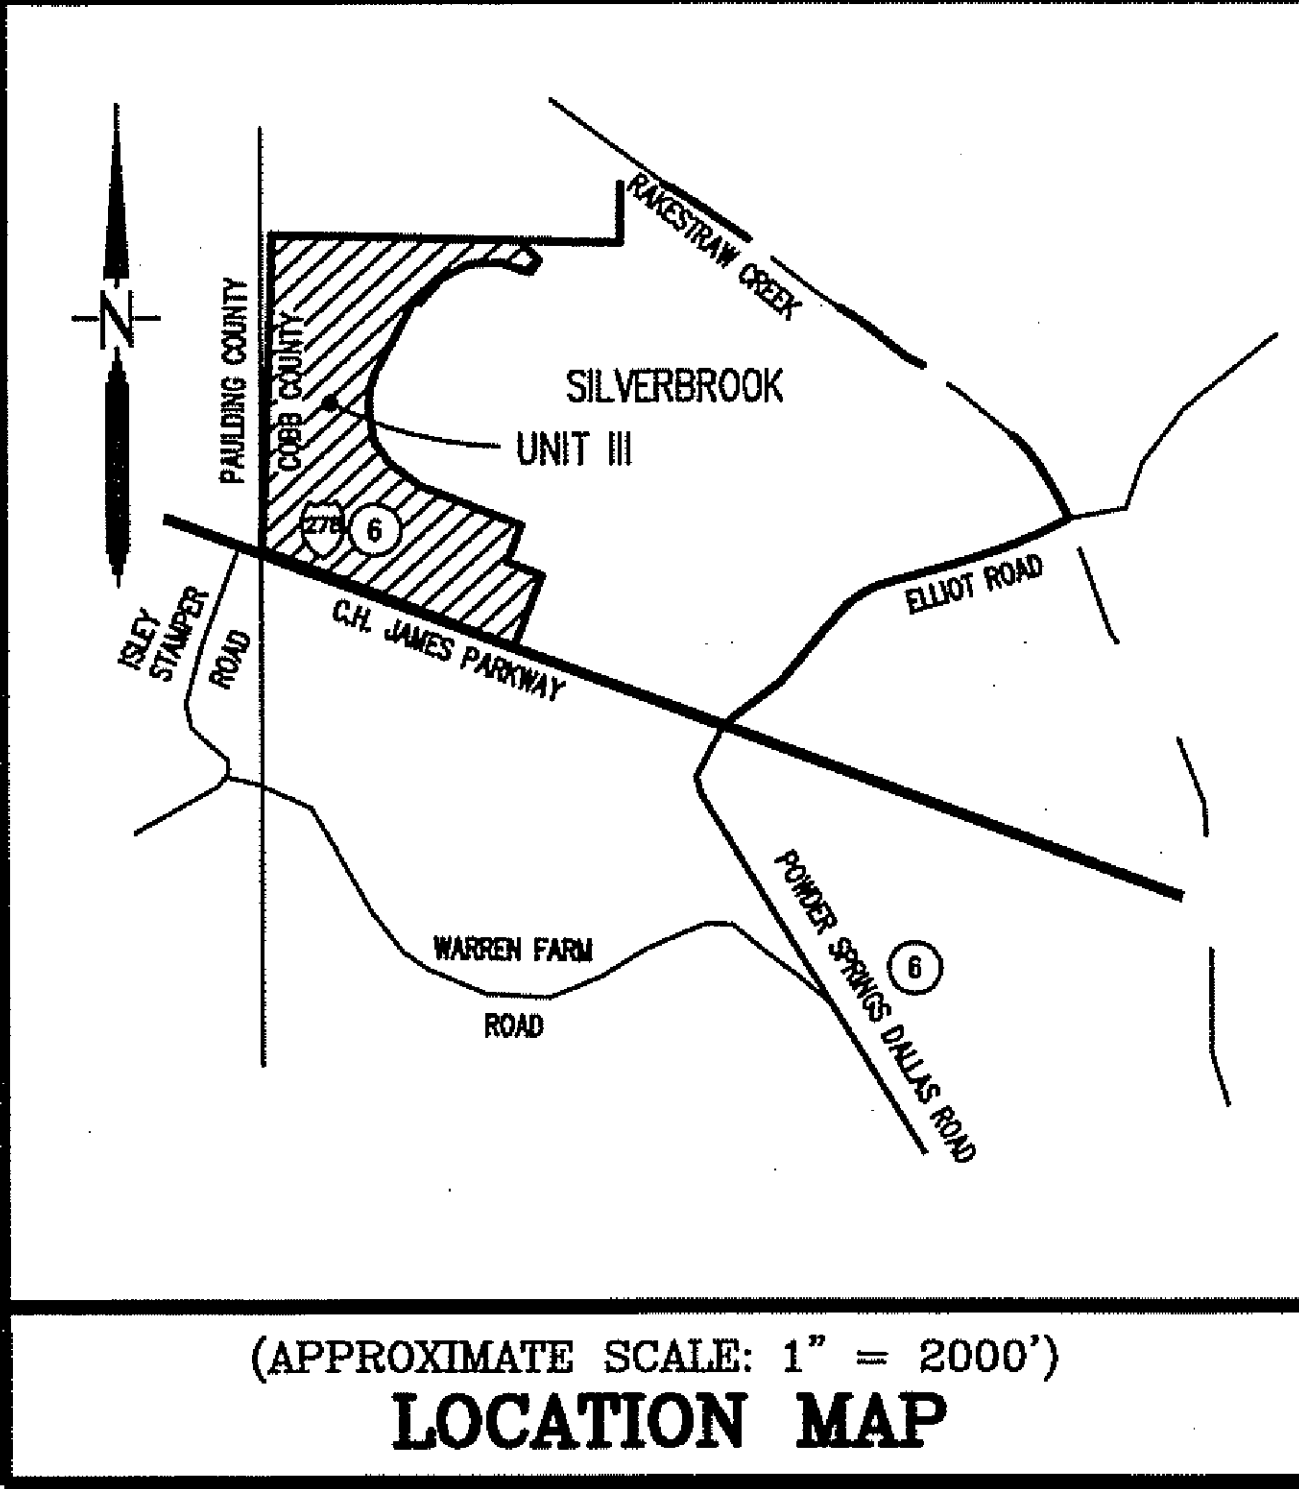 RAKESTRAW CREEK
N
PAULDING COUNTY
COBB COUNTY
SILVERBROOK
UNIT III
278
6
ELLIOT ROAD
C.H. JAMES PARKWAY
ISLEY
STAMPER
ROAD
POWDER SPRINGS DALLAS ROAD
6
WARREN FARM
ROAD
(APPROXIMATE SCALE: 1" = 2000')
LOCATION MAP